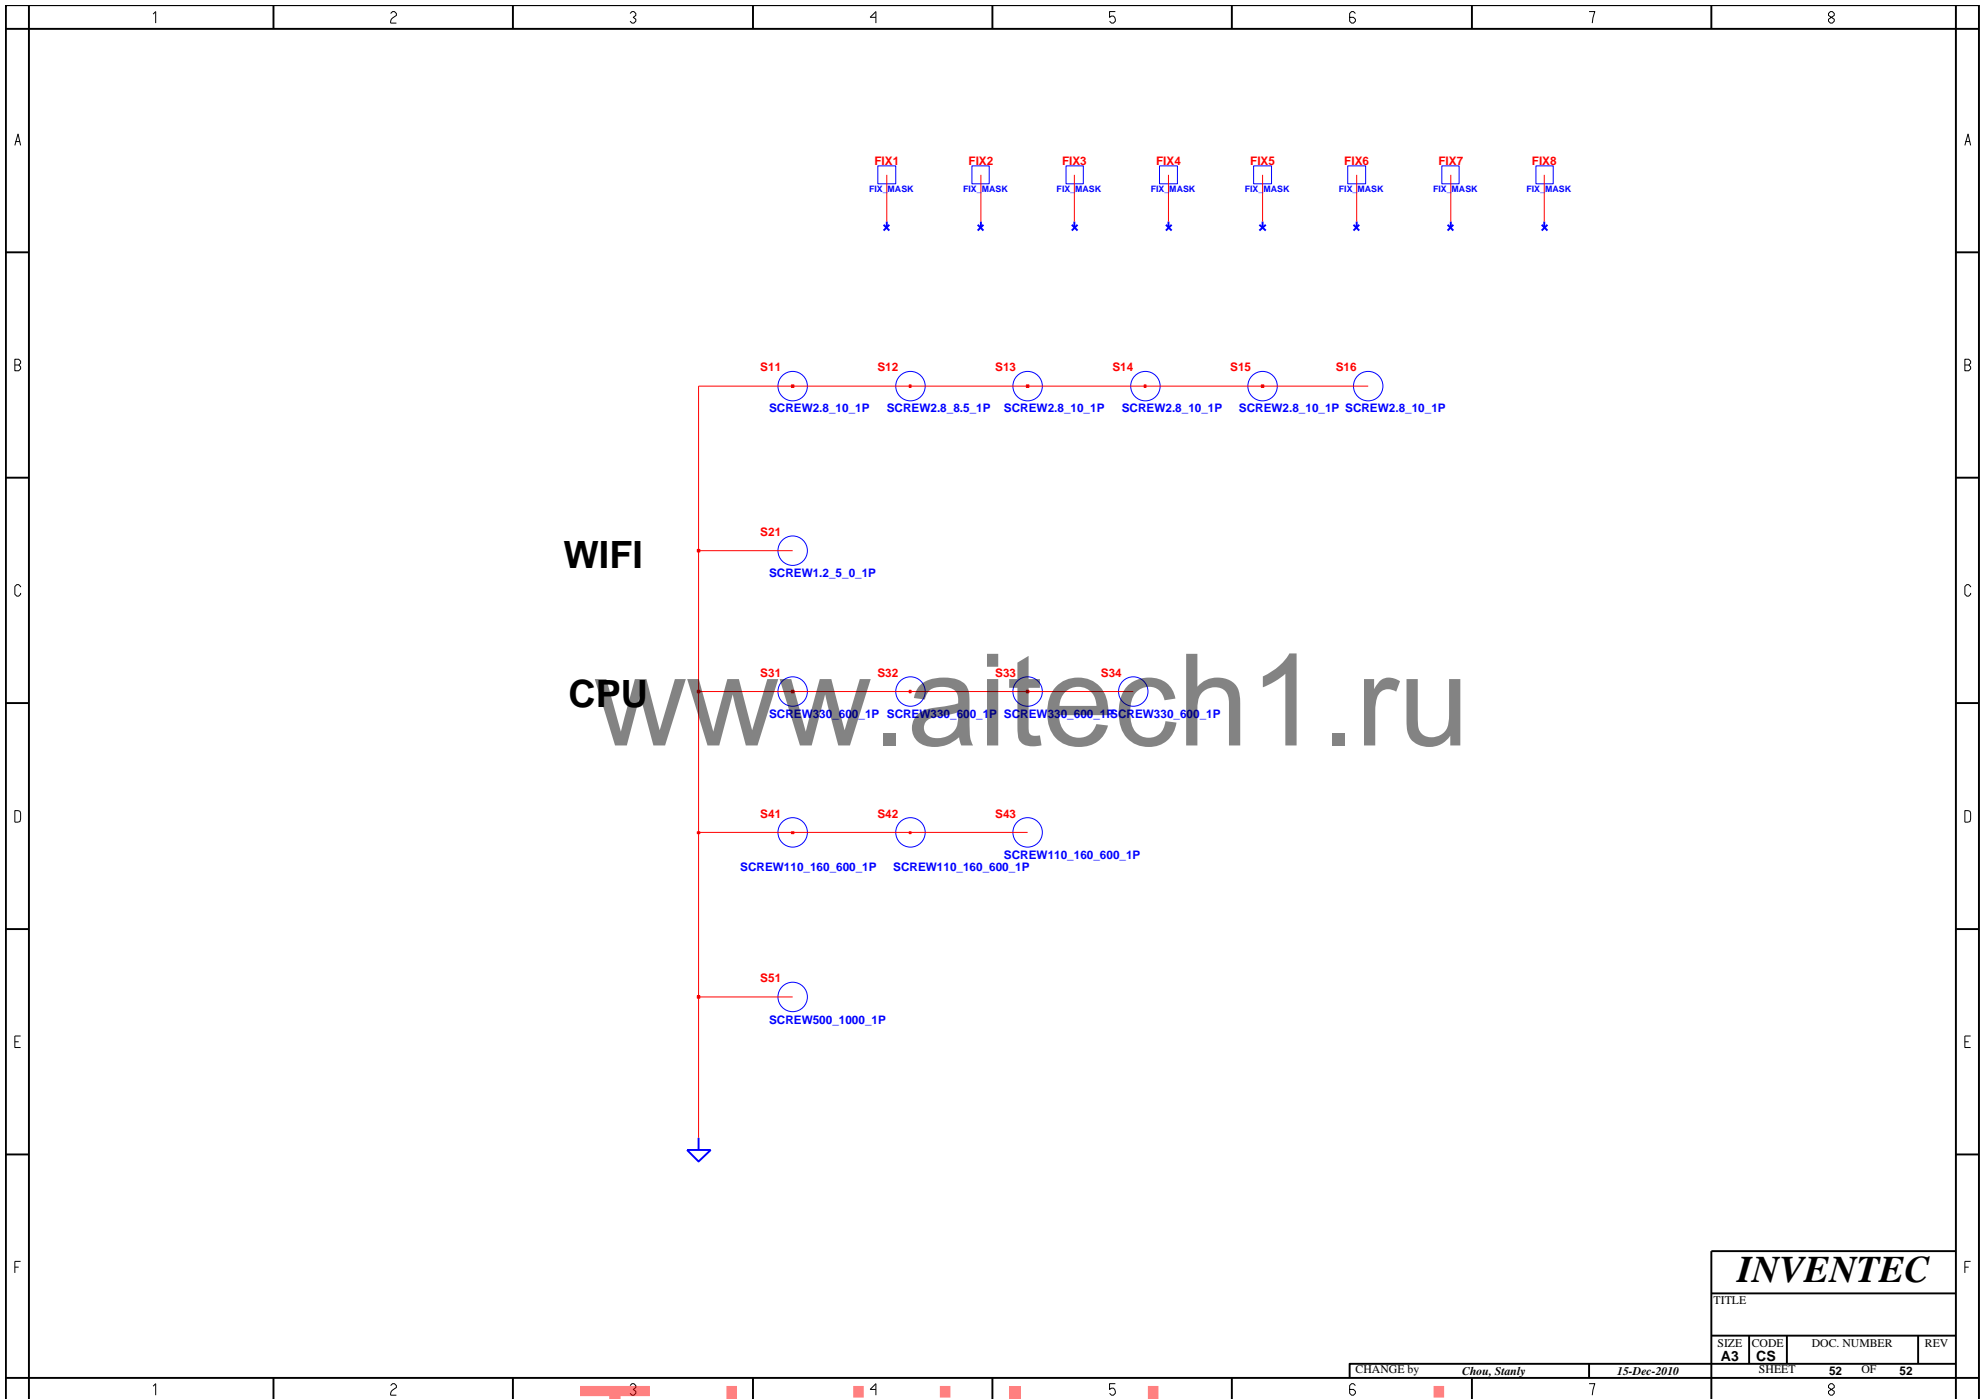 1 2 3 4 5 6 7 8
A A
FIX1 FIX2 FIX3 FIX4 FIX5 FIX6 FIX7 FIX8
FIX_MASK FIX_MASK FIX_MASK FIX_MASK FIX_MASK FIX_MASK FIX_MASK FIX_MASK
B B
S11 S12 S13 S14 S15 S16
SCREW2.8_10_1P SCREW2.8_8.5_1P SCREW2.8_10_1P SCREW2.8_10_1P SCREW2.8_10_1P SCREW2.8_10_1P
S21
WIFI
SCREW1.2_5_0_1P
C C
S31 S32 S33 S34
CPU
www.aitech1.ru
SCREW330_600_1P SCREW330_600_1P SCREW330_600_1P SCREW330_600_1P
D D
S41 S42 S43
SCREW110_160_600_1P
SCREW110_160_600_1P SCREW110_160_600_1P
S51
SCREW500_1000_1P
E E
F F
INVENTEC
TITLE
SIZE CODE DOC. NUMBER REV
A3 CS
CHANGE by Chou, Stanly 15-Dec-2010 SHEET 52 OF 52
1 2 3 4 5 6 8